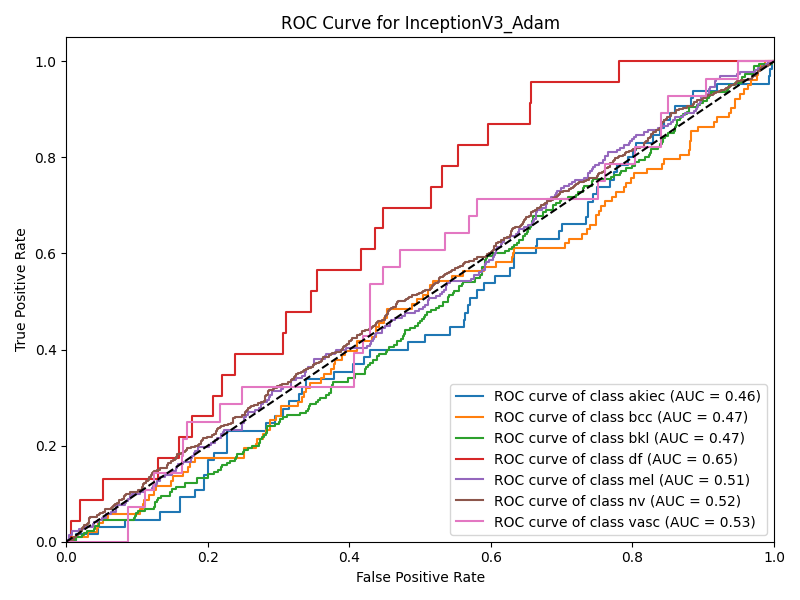 ROC Curve for InceptionV3_Adam
True Positive Rate
1.0
0.8
0.6
0.4
0.2
0.0
ROC curve of class akiec (AUC = 0.46)
ROC curve of class bcc (AUC = 0.47)
ROC curve of class bkl (AUC = 0.47)
ROC curve of class df (AUC = 0.65)
ROC curve of class mel (AUC = 0.51)
ROC curve of class nv (AUC = 0.52)
ROC curve of class vasc (AUC = 0.53)
0.0 0.2 0.4 0.6 0.8 1.0
False Positive Rate